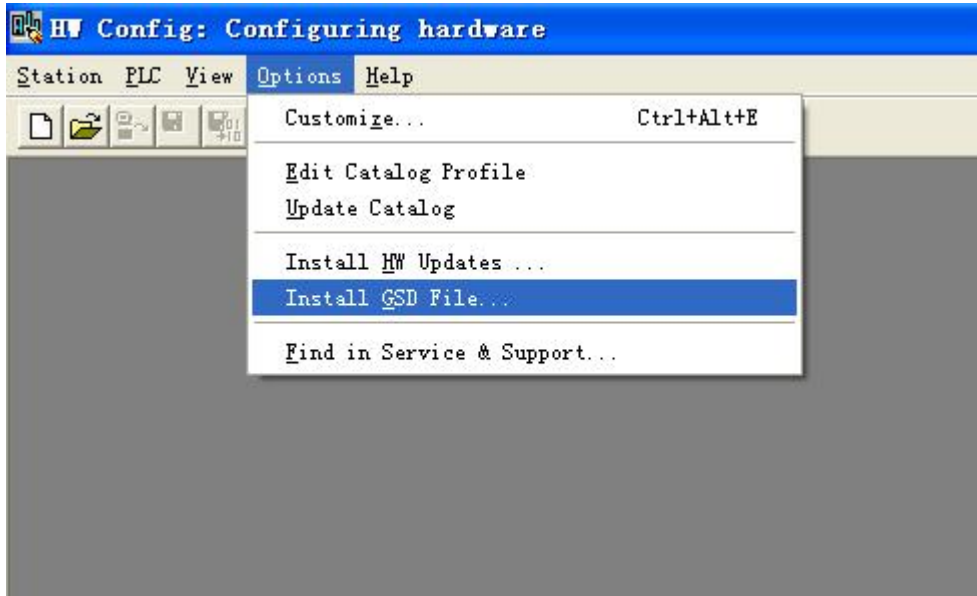 HW Config: Configuring hardware
Station PLC View Options Help
Customize... Ctrl+Alt+E
Edit Catalog Profile
Update Catalog
Install HW Updates ...
Install GSD File...
Find in Service & Support...